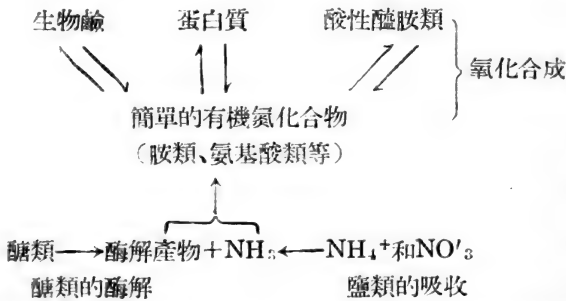 生物鹼 蛋白質 酸性醯胺類
氧化合成
簡單的有機氮化合物
(胺類、氨基酸類等)
醣類→酶解產物+NH₃←NH₄⁺和NO'₃
醣類的酶解 鹽類的吸收